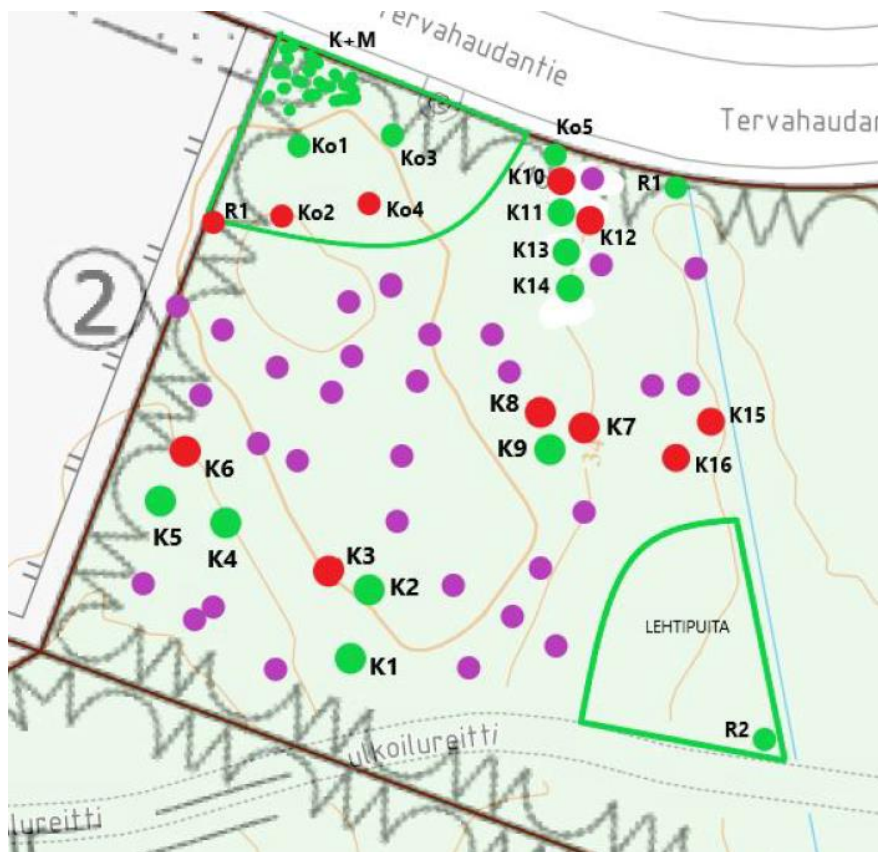 K+M
Tervahaudantie
Tervahaudan
Ko1
Ko3
Ko5
K10
R1
R1
Ko2
Ko4
K11
K12
K13
K14
2
K8
K7
K15
K9
K16
K6
34
K5
K4
K3
K2
LEHTIPUITA
K1
R2
ulkoilureitti
ulkoilureitti